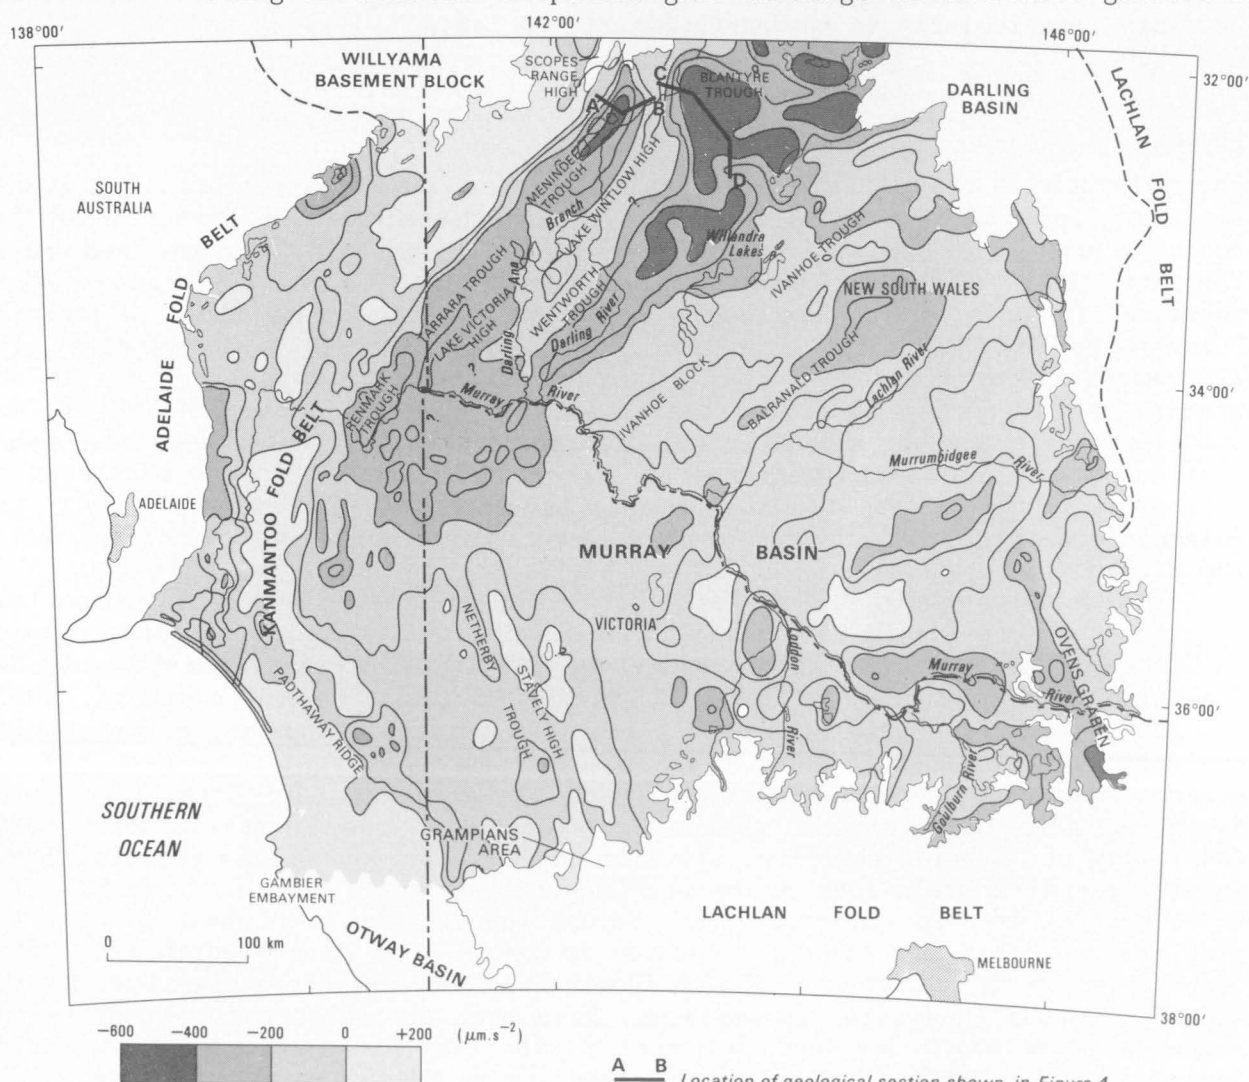 138°00'
142°00'
146°00'
32°00'
WILLYAMA
BASEMENT BLOCK
SCOPES
RANGE
HIGH
A
B
C
D
BLANTYRE
TROUGH
DARLING
BASIN
LACHLAN
FOLD
BELT
SOUTH
AUSTRALIA
ADELAIDE FOLD BELT
MENINDEE
TROUGH
LAKE WINTLOW HIGH
?
Ana Branch
Willandra
Lakes
IVANHOE TROUGH
NEW SOUTH WALES
TARRARA TROUGH
LAKE VICTORIA
HIGH
?
WENTWORTH
TROUGH
Darling River
Darling
RENMARK
TROUGH
?
Murray River
IVANHOE BLOCK
BALRANALD TROUGH
Lachlan River
34°00'
Murrumbidgee River
ADELAIDE
KANMANTOO FOLD BELT
MURRAY BASIN
VICTORIA
NETHERBY
TROUGH
STAVELY HIGH
Loddon River
Murray River
OVENS GRABEN
36°00'
PADTHAWAY RIDGE
Goulburn River
SOUTHERN
OCEAN
GRAMPIANS
AREA
GAMBIER
EMBAYMENT
LACHLAN FOLD BELT
OTWAY BASIN
MELBOURNE
0 100 km
38°00'
−600 −400 −200 0 +200 (μm.s⁻²)
A B
Location of geological section shown in Figure 4